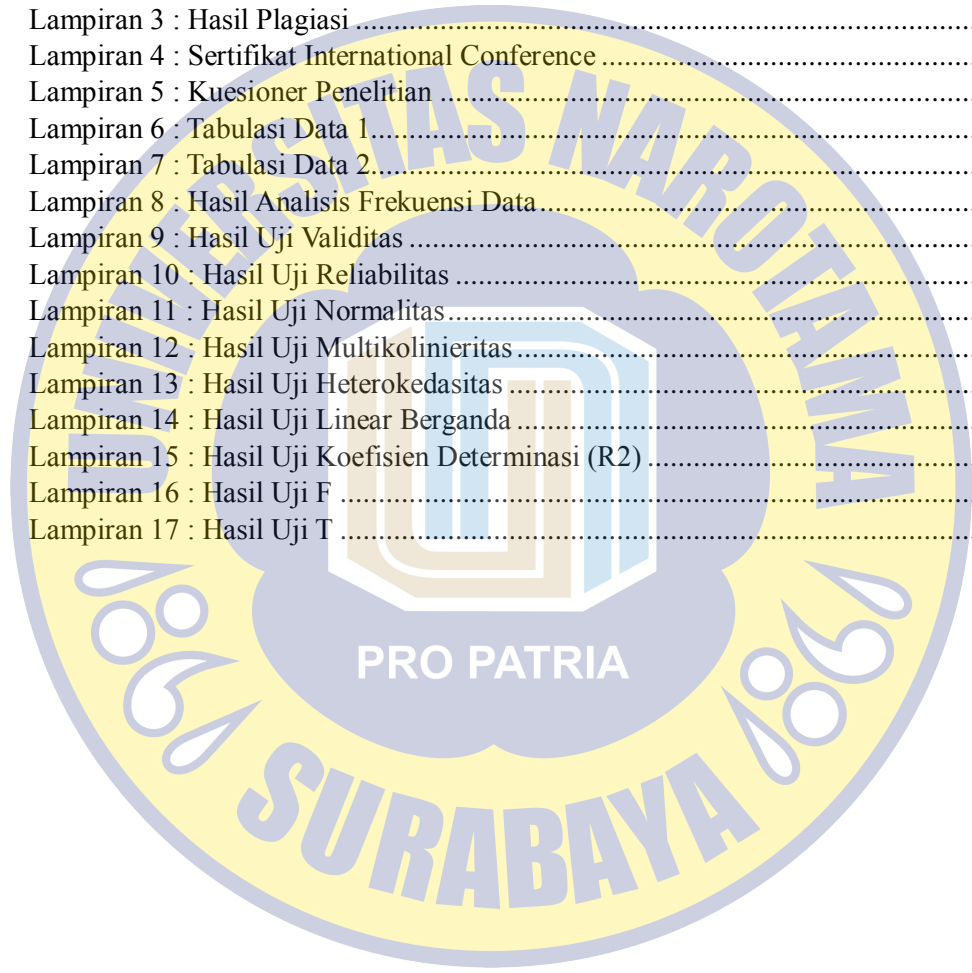 Lampiran 3 : Hasil Plagiasi ..........................................................................................
Lampiran 4 : Sertifikat International Conference ..........................................................
Lampiran 5 : Kuesioner Penelitian ...............................................................................
Lampiran 6 : Tabulasi Data 1.......................................................................................
Lampiran 7 : Tabulasi Data 2.......................................................................................
Lampiran 8 : Hasil Analisis Frekuensi Data..................................................................
Lampiran 9 : Hasil Uji Validitas ...................................................................................
Lampiran 10 : Hasil Uji Reliabilitas .............................................................................
Lampiran 11 : Hasil Uji Normalitas..............................................................................
Lampiran 12 : Hasil Uji Multikolinieritas .....................................................................
Lampiran 13 : Hasil Uji Heterokedasitas ......................................................................
Lampiran 14 : Hasil Uji Linear Berganda .....................................................................
Lampiran 15 : Hasil Uji Koefisien Determinasi (R2) .....................................................
Lampiran 16 : Hasil Uji F ............................................................................................
Lampiran 17 : Hasil Uji T ............................................................................................
UNIVERSITAS NAROTAMA
PRO PATRIA
SURABAYA